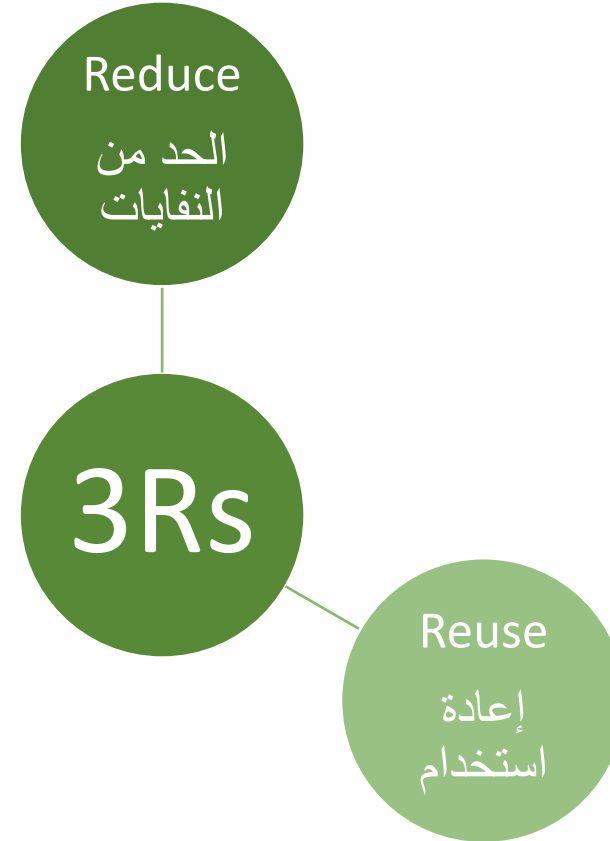 Reduce
الحد من
النفايات
3Rs
Reuse
إعادة
استخدام